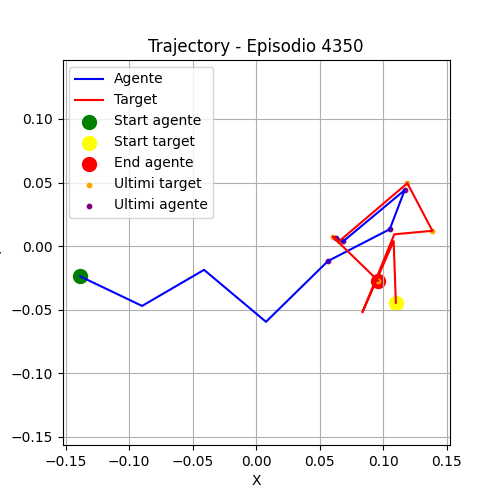 Trajectory - Episodio 4350
Agente
Target
Start agente
Start target
End agente
Ultimi target
Ultimi agente
0.10
0.05
0.00
−0.05
−0.10
−0.15
−0.15
−0.10
−0.05
0.00
0.05
0.10
0.15
X